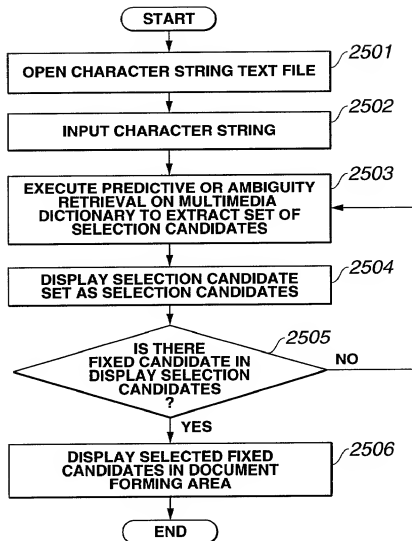 START
2501
OPEN CHARACTER STRING TEXT FILE
2502
INPUT CHARACTER STRING
2503
EXECUTE PREDICTIVE OR AMBIGUITY
RETRIEVAL ON MULTIMEDIA
DICTIONARY TO EXTRACT SET OF
SELECTION CANDIDATES
2504
DISPLAY SELECTION CANDIDATE
SET AS SELECTION CANDIDATES
2505
IS THERE
FIXED CANDIDATE IN
DISPLAY SELECTION
CANDIDATES
?
NO
YES
2506
DISPLAY SELECTED FIXED
CANDIDATES IN DOCUMENT
FORMING AREA
END